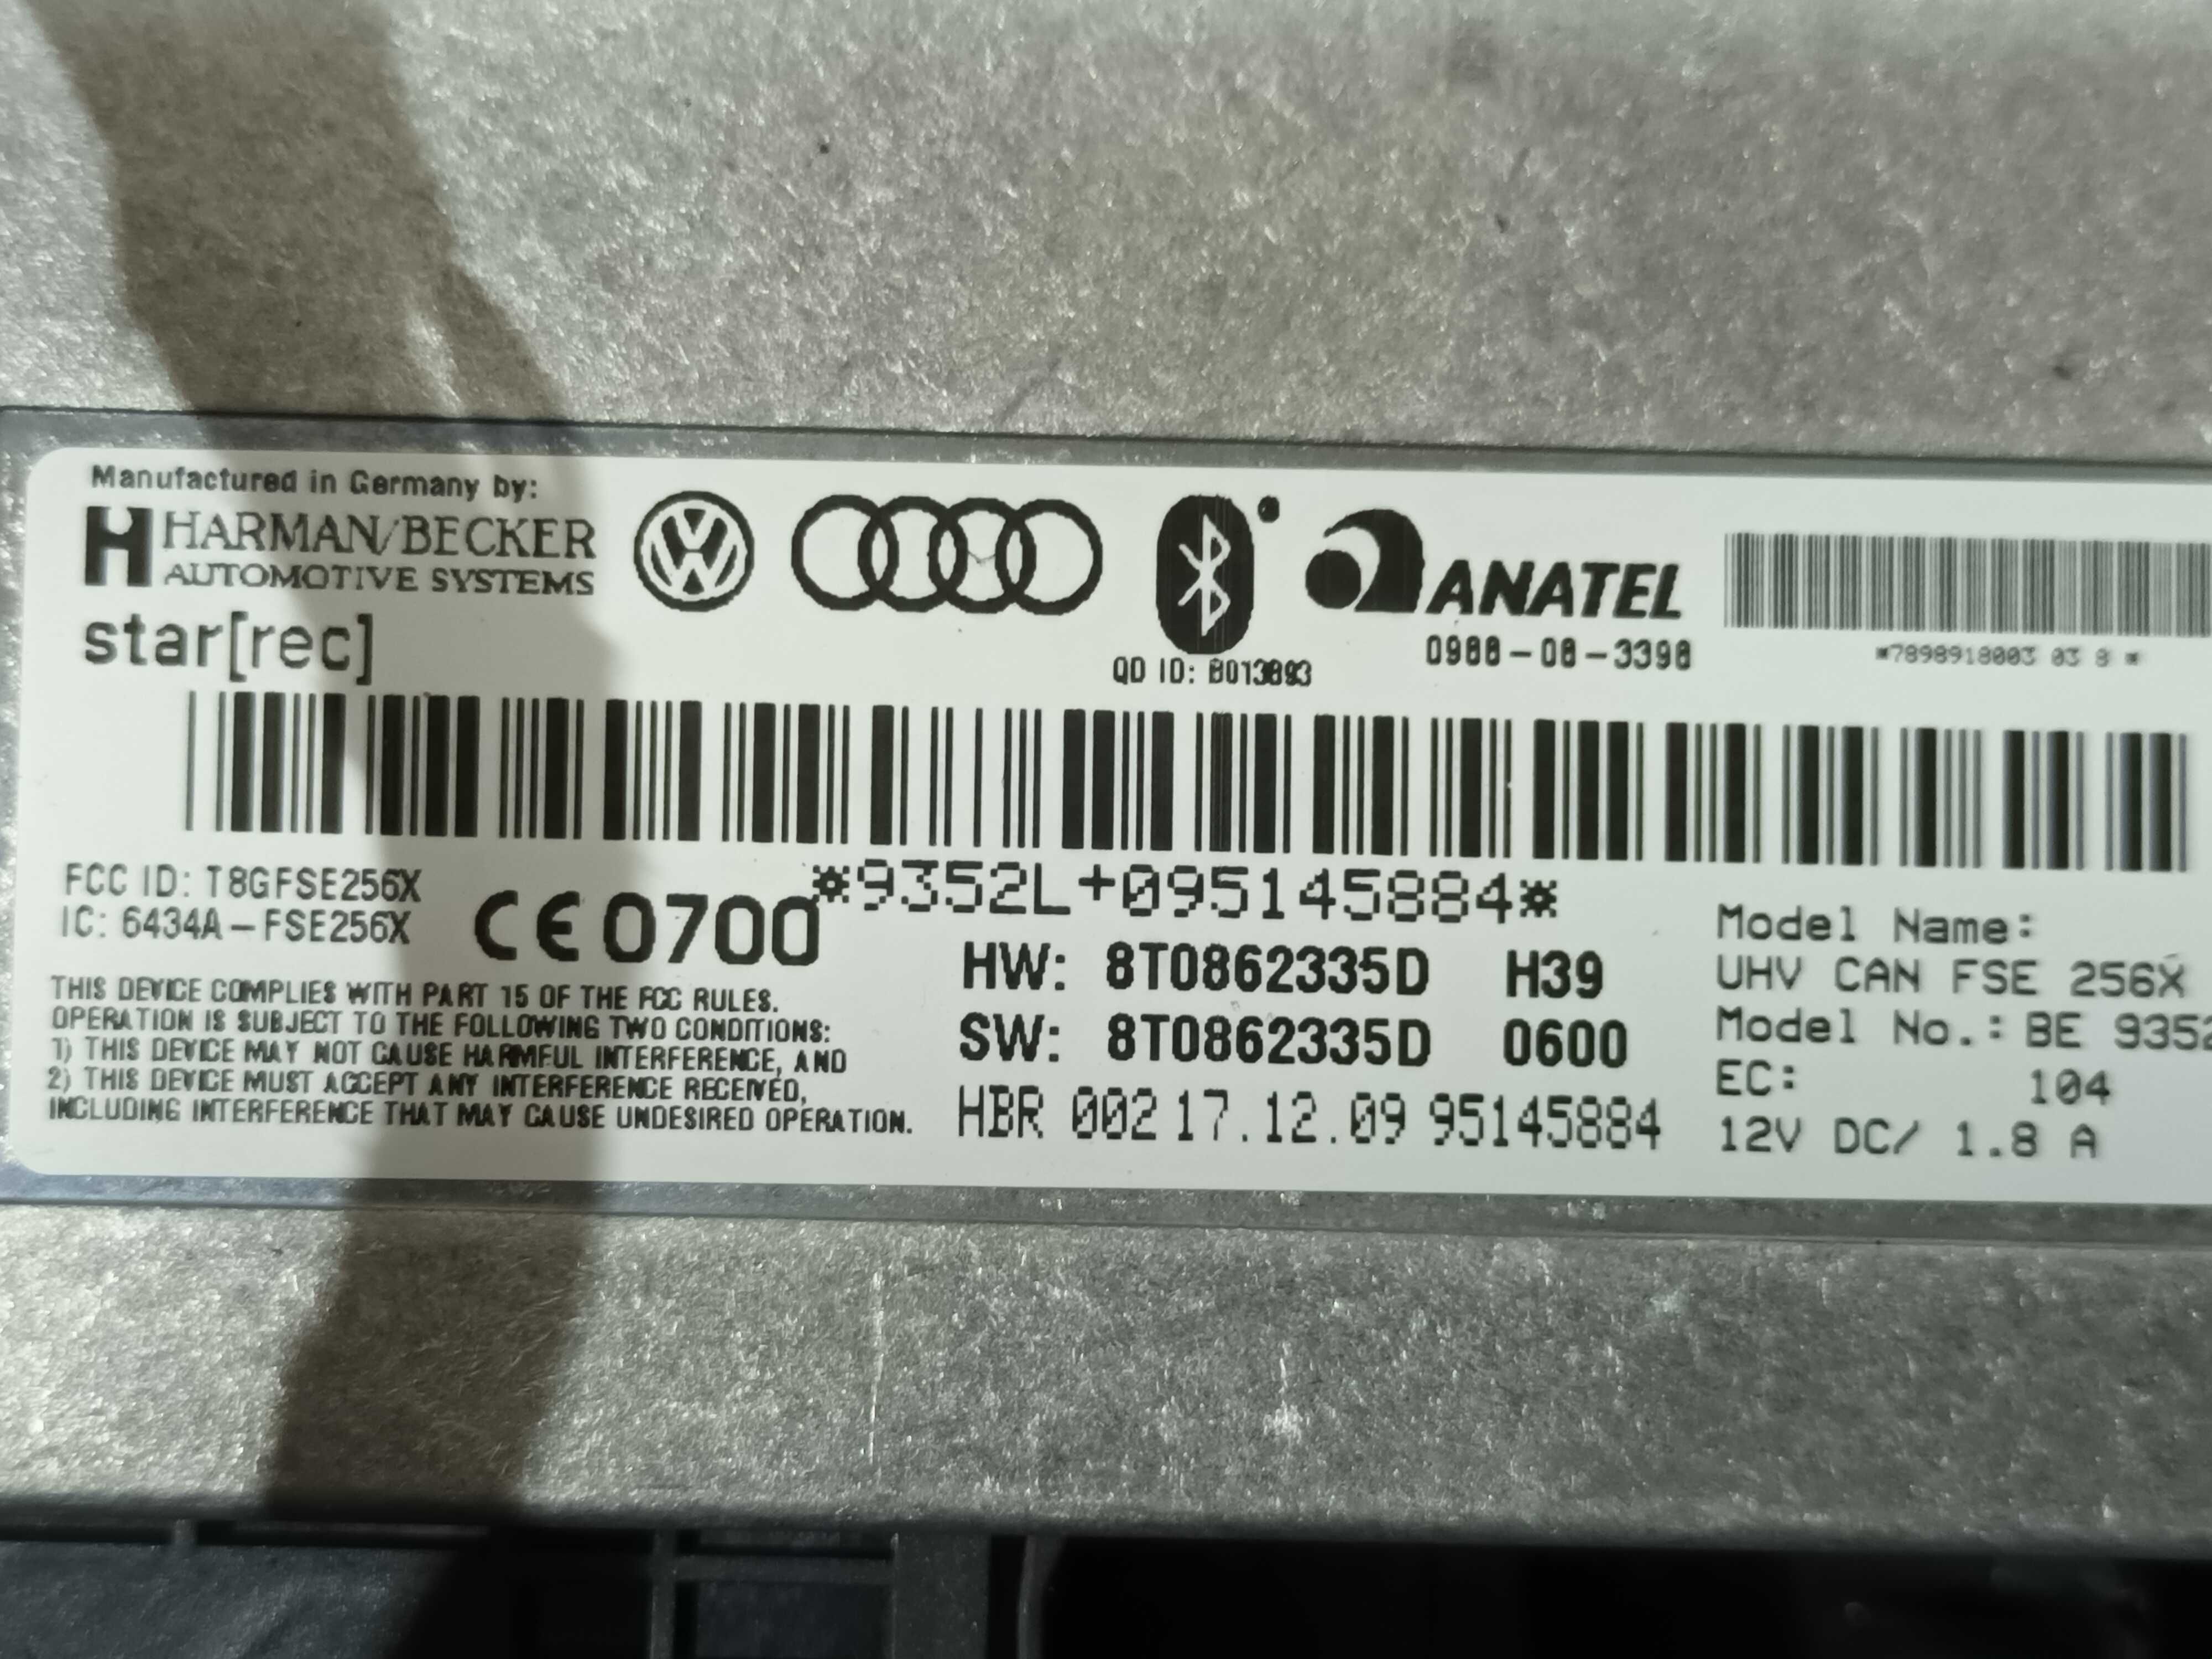 Manufactured in Germany by:
HARMAN/BECKER
AUTOMOTIVE SYSTEMS
star[rec]
ANATEL
0988-08-3398
*7898918003 03 8 *
QD ID: B013893
*9352L+095145884*
FCC ID: T8GFSE256X
IC: 6434A-FSE256X
CE 0700
THIS DEVICE COMPLIES WITH PART 15 OF THE FCC RULES.
OPERATION IS SUBJECT TO THE FOLLOWING TWO CONDITIONS:
1) THIS DEVICE MAY NOT CAUSE HARMFUL INTERFERENCE, AND
2) THIS DEVICE MUST ACCEPT ANY INTERFERENCE RECEIVED,
INCLUDING INTERFERENCE THAT MAY CAUSE UNDESIRED OPERATION.
HW: 8T0862335D H39
SW: 8T0862335D 0600
HBR 002 17.12.09 95145884
Model Name:
UHV CAN FSE 256X
Model No.: BE 9352
EC: 104
12V DC/ 1.8 A